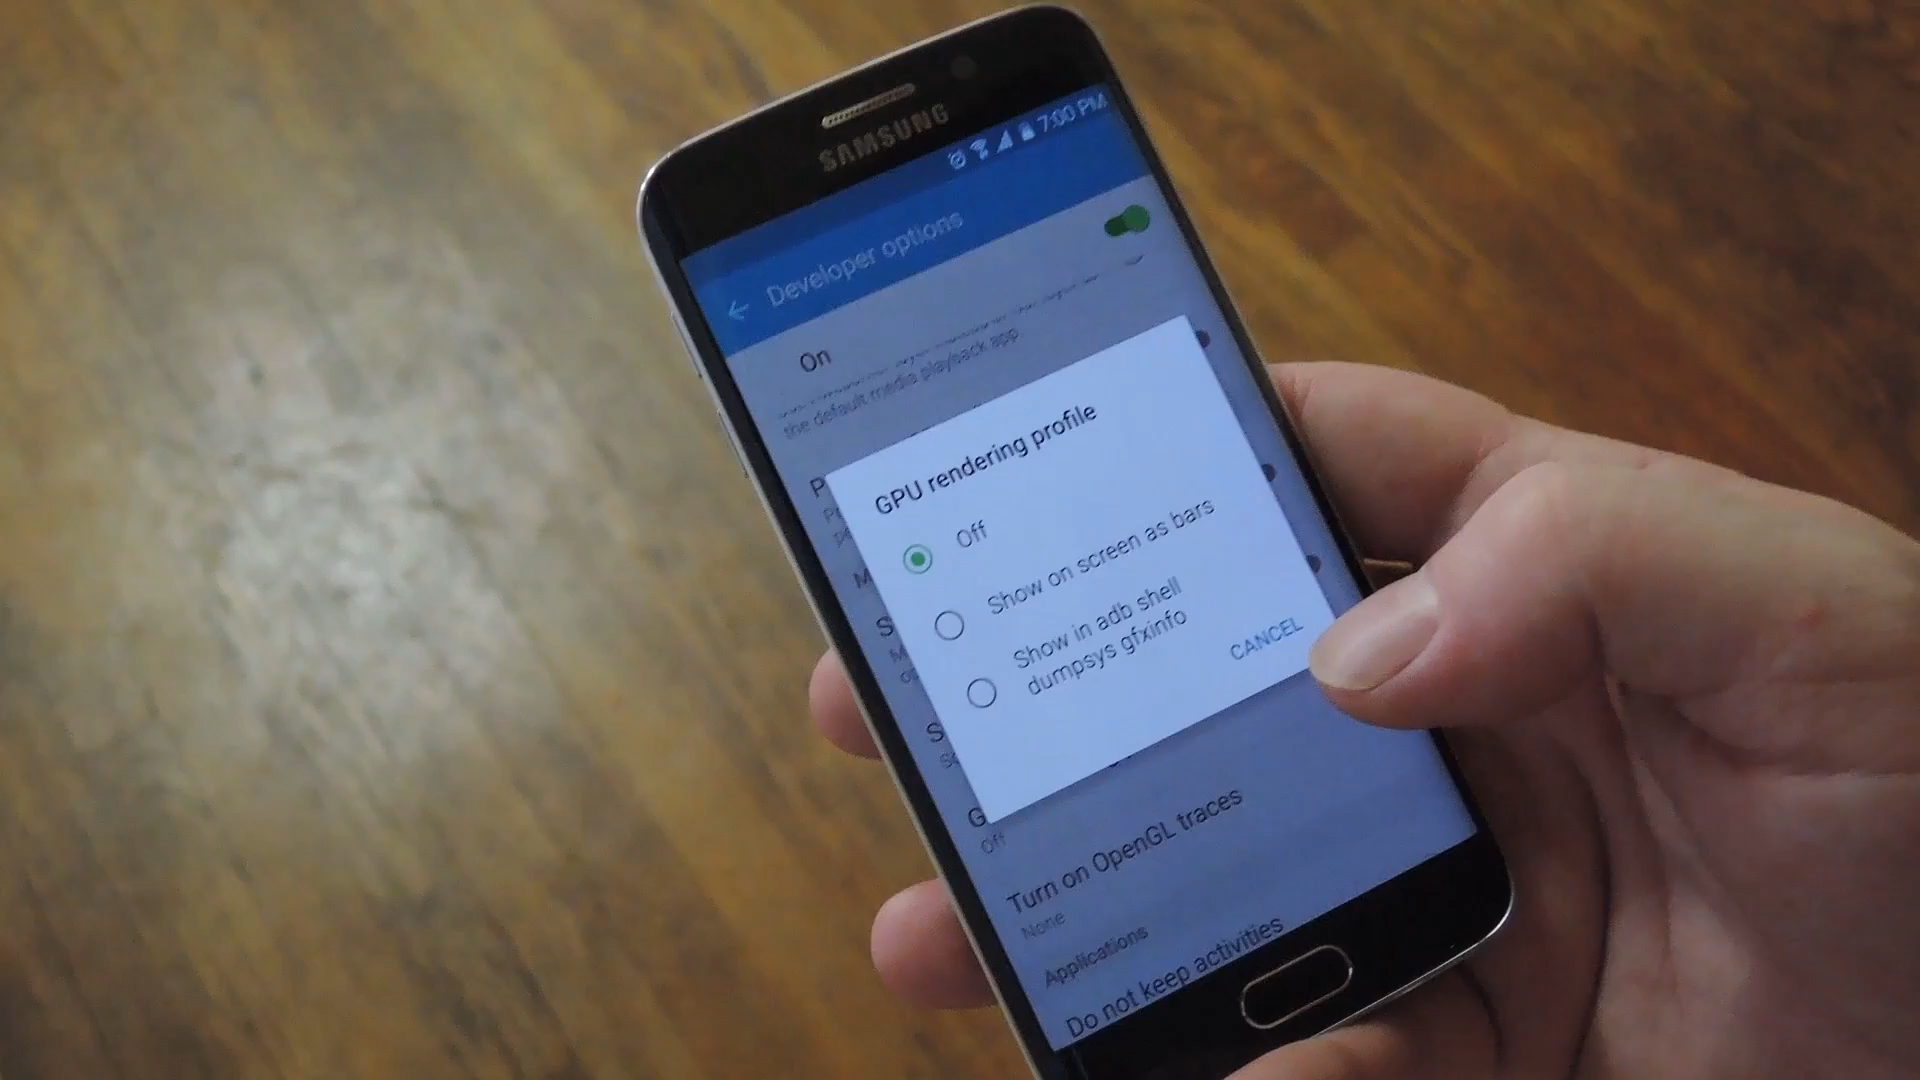 SAMSUNG
7:00 PM
Developer options
On
the default media playback app
GPU rendering profile
Off
Show on screen as bars
Show in adb shell
dumpsys gfxinfo
CANCEL
Off
Turn on OpenGL traces
None
Applications
Do not keep activities